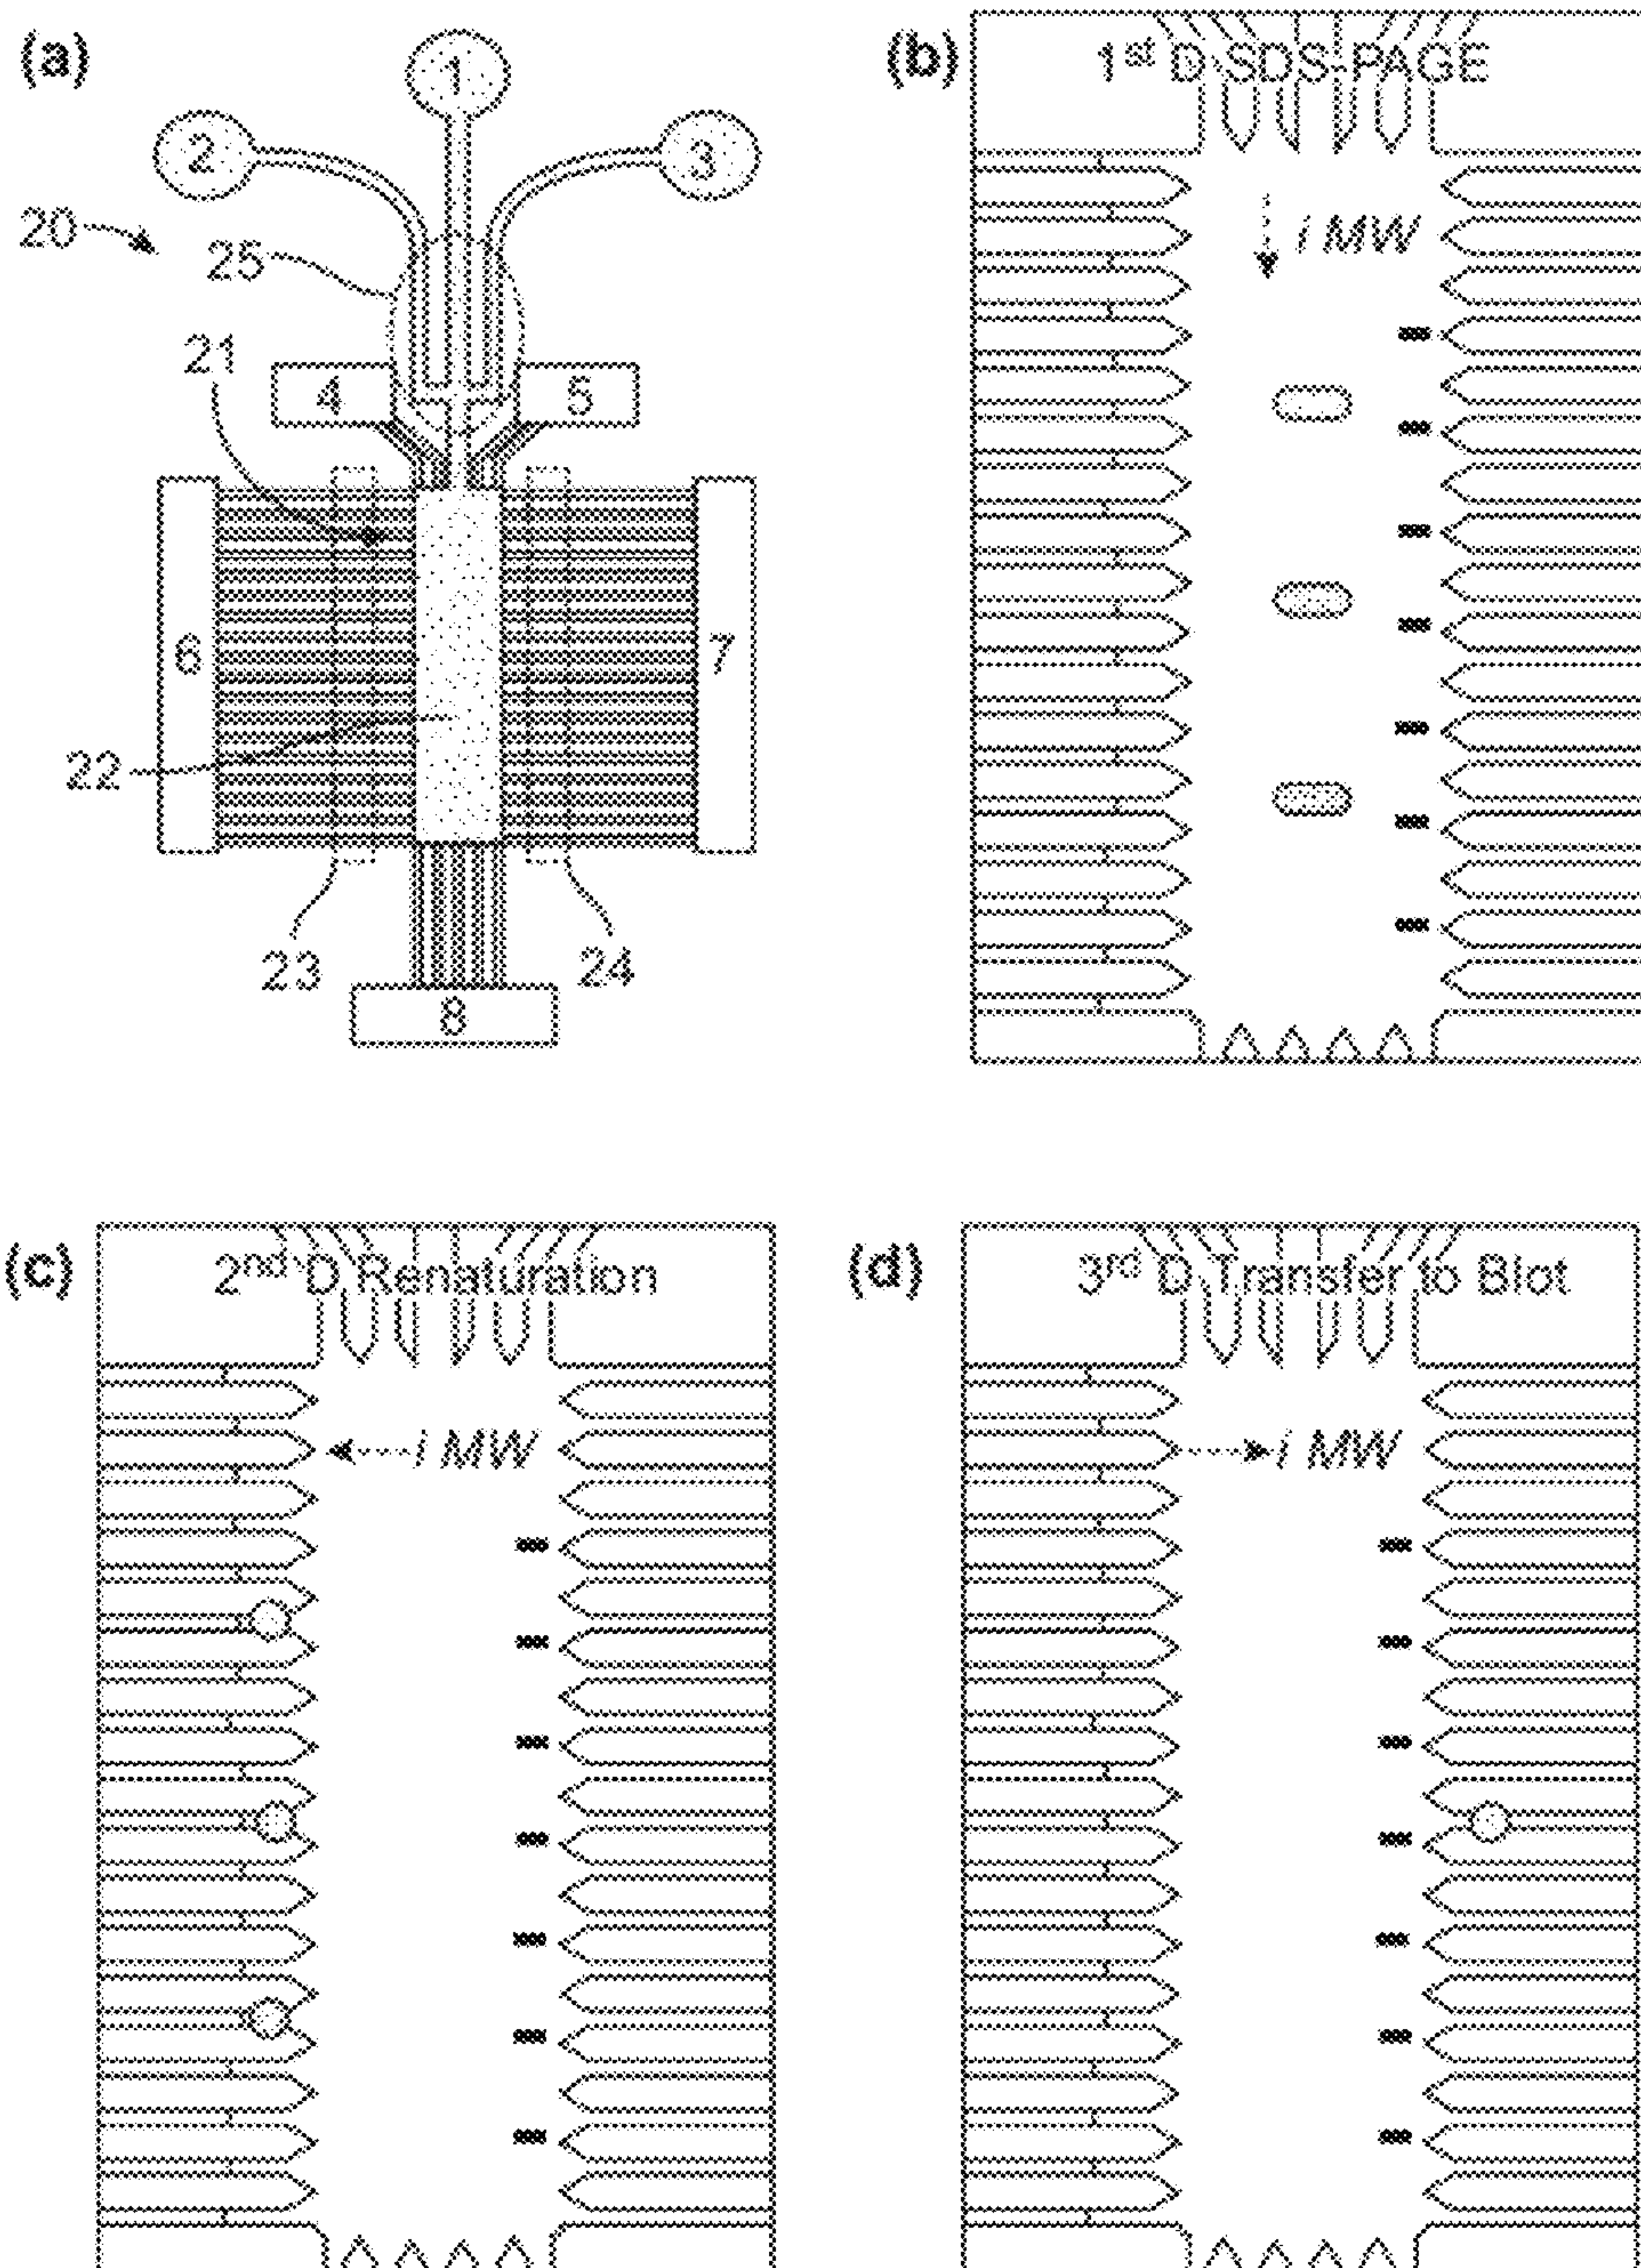 (a)
1
2
3
20
25
21
4
5
6
7
22
23
24
8
(b)
1st D SDS-PAGE
i MW
(c)
2nd D Renaturation
i MW
(d)
3rd D Transfer to Blot
i MW